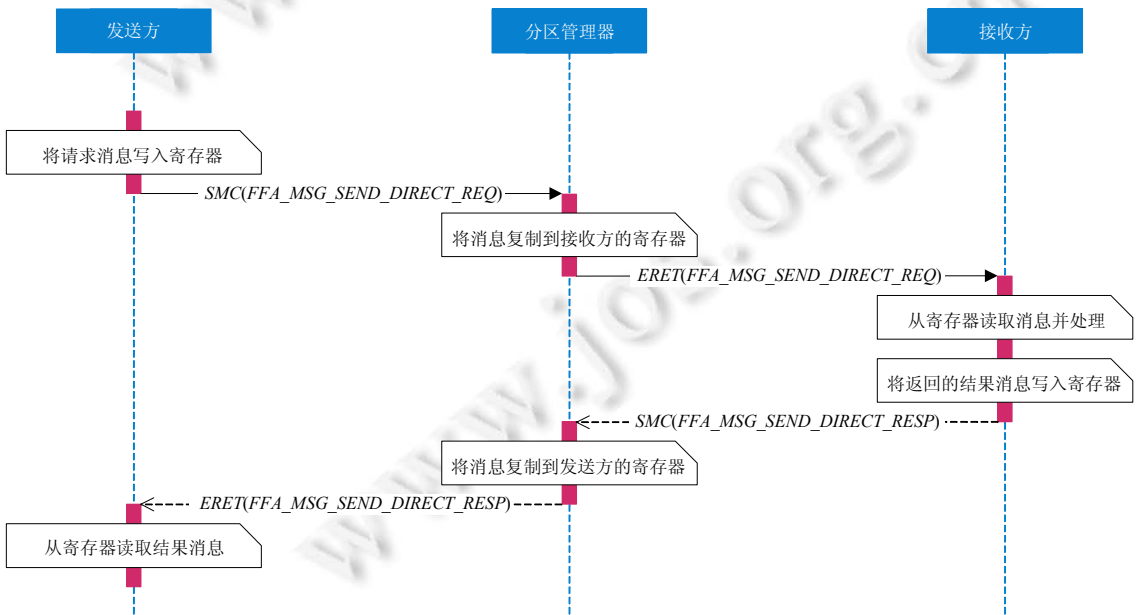 发送方
分区管理器
接收方
将请求消息写入寄存器
SMC(FFA_MSG_SEND_DIRECT_REQ)
将消息复制到接收方的寄存器
ERET(FFA_MSG_SEND_DIRECT_REQ)
从寄存器读取消息并处理
将返回的结果消息写入寄存器
SMC(FFA_MSG_SEND_DIRECT_RESP)
将消息复制到发送方的寄存器
ERET(FFA_MSG_SEND_DIRECT_RESP)
从寄存器读取结果消息